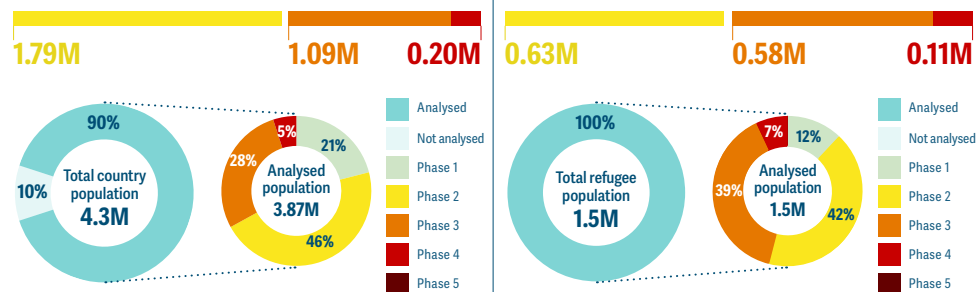 1.79M
1.09M
0.20M
90%
10%
Total country
population
4.3M
5%
21%
28%
46%
Analysed
population
3.87M
Analysed
Not analysed
Phase 1
Phase 2
Phase 3
Phase 4
Phase 5
0.63M
0.58M
0.11M
100%
Total refugee
population
1.5M
7%
12%
39%
42%
Analysed
population
1.5M
Analysed
Not analysed
Phase 1
Phase 2
Phase 3
Phase 4
Phase 5